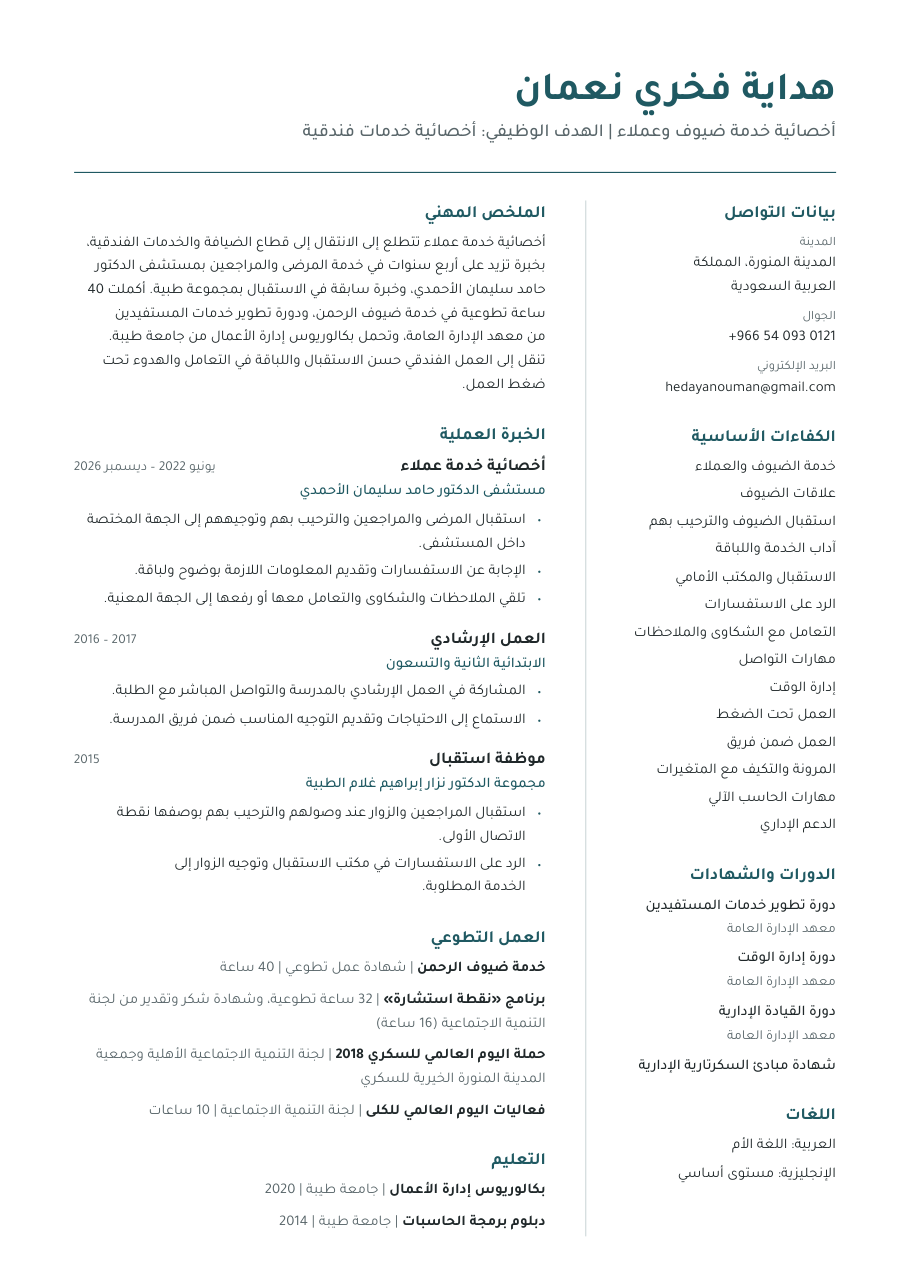 هداية فخري نعمان
أخصائية خدمة ضيوف وعملاء | الهدف الوظيفي: أخصائية خدمات فندقية
بيانات التواصل
المدينة
المدينة المنورة، المملكة
العربية السعودية
الجوال
+966 54 093 0121
البريد الإلكتروني
hedayanouman@gmail.com
الكفاءات الأساسية
خدمة الضيوف والعملاء
علاقات الضيوف
استقبال الضيوف والترحيب بهم
آداب الخدمة واللباقة
الاستقبال والمكتب الأمامي
الرد على الاستفسارات
التعامل مع الشكاوى والملاحظات
مهارات التواصل
إدارة الوقت
العمل تحت الضغط
العمل ضمن فريق
المرونة والتكيف مع المتغيرات
مهارات الحاسب الآلي
الدعم الإداري
الدورات والشهادات
دورة تطوير خدمات المستفيدين
معهد الإدارة العامة
دورة إدارة الوقت
معهد الإدارة العامة
دورة القيادة الإدارية
معهد الإدارة العامة
شهادة مبادئ السكرتارية الإدارية
اللغات
العربية: اللغة الأم
الإنجليزية: مستوى أساسي
الملخص المهني
أخصائية خدمة عملاء تتطلع إلى الانتقال إلى قطاع الضيافة والخدمات الفندقية،
بخبرة تزيد على أربع سنوات في خدمة المرضى والمراجعين بمستشفى الدكتور
حامد سليمان الأحمدي، وخبرة سابقة في الاستقبال بمجموعة طبية. أكملت 40
ساعة تطوعية في خدمة ضيوف الرحمن، ودورة تطوير خدمات المستفيدين
من معهد الإدارة العامة، وتحمل بكالوريوس إدارة الأعمال من جامعة طيبة.
تنقل إلى العمل الفندقي حسن الاستقبال واللباقة في التعامل والهدوء تحت
ضغط العمل.
الخبرة العملية
أخصائية خدمة عملاء يونيو 2022 – ديسمبر 2026
مستشفى الدكتور حامد سليمان الأحمدي
• استقبال المرضى والمراجعين والترحيب بهم وتوجيههم إلى الجهة المختصة
داخل المستشفى.
• الإجابة عن الاستفسارات وتقديم المعلومات اللازمة بوضوح ولباقة.
• تلقي الملاحظات والشكاوى والتعامل معها أو رفعها إلى الجهة المعنية.
العمل الإرشادي 2016 – 2017
الابتدائية الثانية والتسعون
• المشاركة في العمل الإرشادي بالمدرسة والتواصل المباشر مع الطلبة.
• الاستماع إلى الاحتياجات وتقديم التوجيه المناسب ضمن فريق المدرسة.
موظفة استقبال 2015
مجموعة الدكتور نزار إبراهيم غلام الطبية
• استقبال المراجعين والزوار عند وصولهم والترحيب بهم بوصفها نقطة
الاتصال الأولى.
• الرد على الاستفسارات في مكتب الاستقبال وتوجيه الزوار إلى
الخدمة المطلوبة.
العمل التطوعي
خدمة ضيوف الرحمن | شهادة عمل تطوعي | 40 ساعة
برنامج «نقطة استشارة» | 32 ساعة تطوعية، وشهادة شكر وتقدير من لجنة
التنمية الاجتماعية (16 ساعة)
حملة اليوم العالمي للسكري 2018 | لجنة التنمية الاجتماعية الأهلية وجمعية
المدينة المنورة الخيرية للسكري
فعاليات اليوم العالمي للكلى | لجنة التنمية الاجتماعية | 10 ساعات
التعليم
بكالوريوس إدارة الأعمال | جامعة طيبة | 2020
دبلوم برمجة الحاسبات | جامعة طيبة | 2014